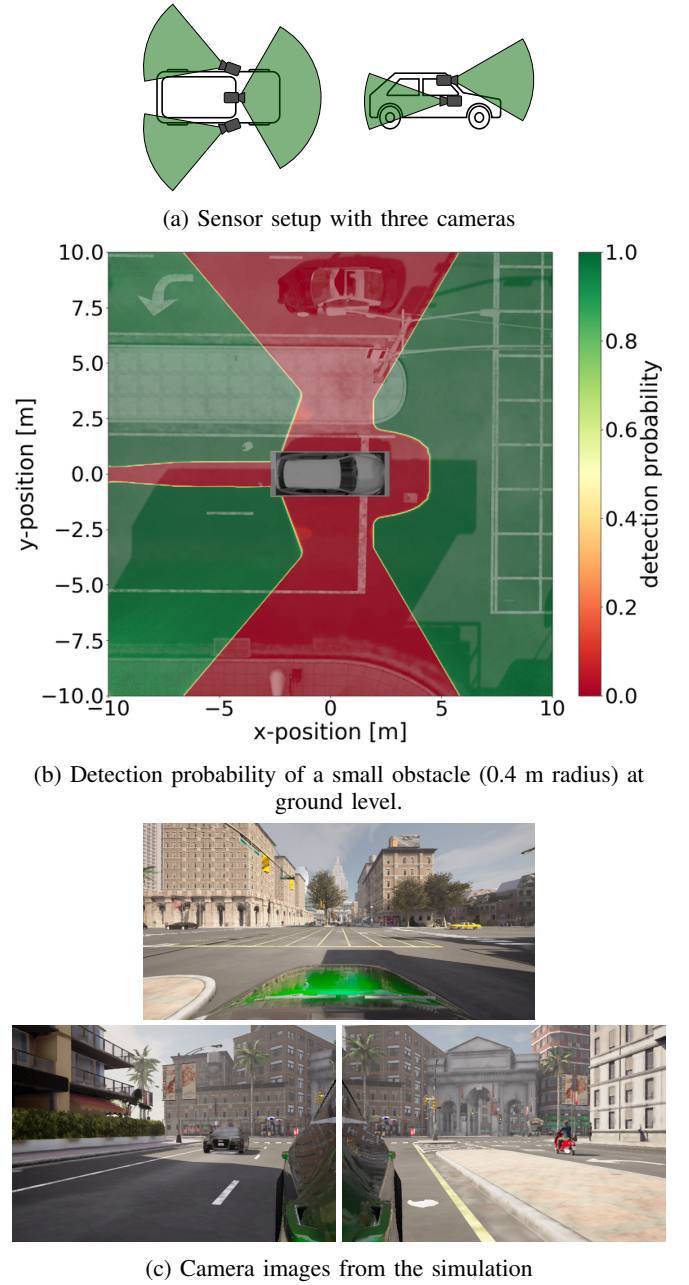 (a) Sensor setup with three cameras
10.0
7.5
5.0
2.5
0.0
−2.5
−5.0
−7.5
−10.0
y-position [m]
−10
−5
0
5
10
x-position [m]
1.0
0.8
0.6
0.4
0.2
0.0
detection probability
(b) Detection probability of a small obstacle (0.4 m radius) at
ground level.
(c) Camera images from the simulation